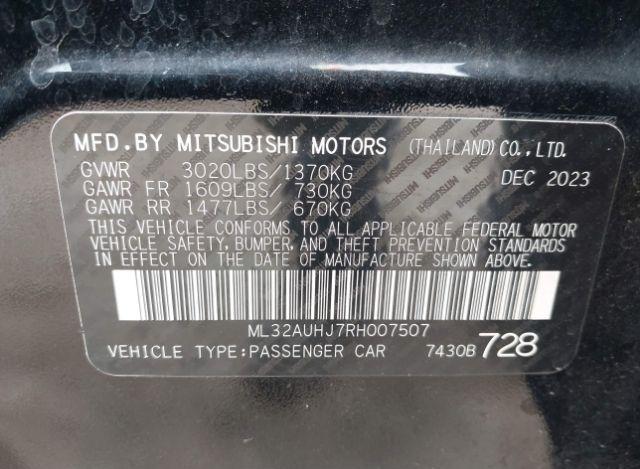 MFD.BY MITSUBISHI MOTORS (THAILAND) CO., LTD.
GVWR 3020LBS/1370KG DEC 2023
GAWR FR 1609LBS/ 730KG
GAWR RR 1477LBS/ 670KG
THIS VEHICLE CONFORMS TO ALL APPLICABLE FEDERAL MOTOR
VEHICLE SAFETY, BUMPER, AND THEFT PREVENTION STANDARDS
IN EFFECT ON THE DATE OF MANUFACTURE SHOWN ABOVE.
ML32AUHJ7RH007507
VEHICLE TYPE:PASSENGER CAR 7430B 728